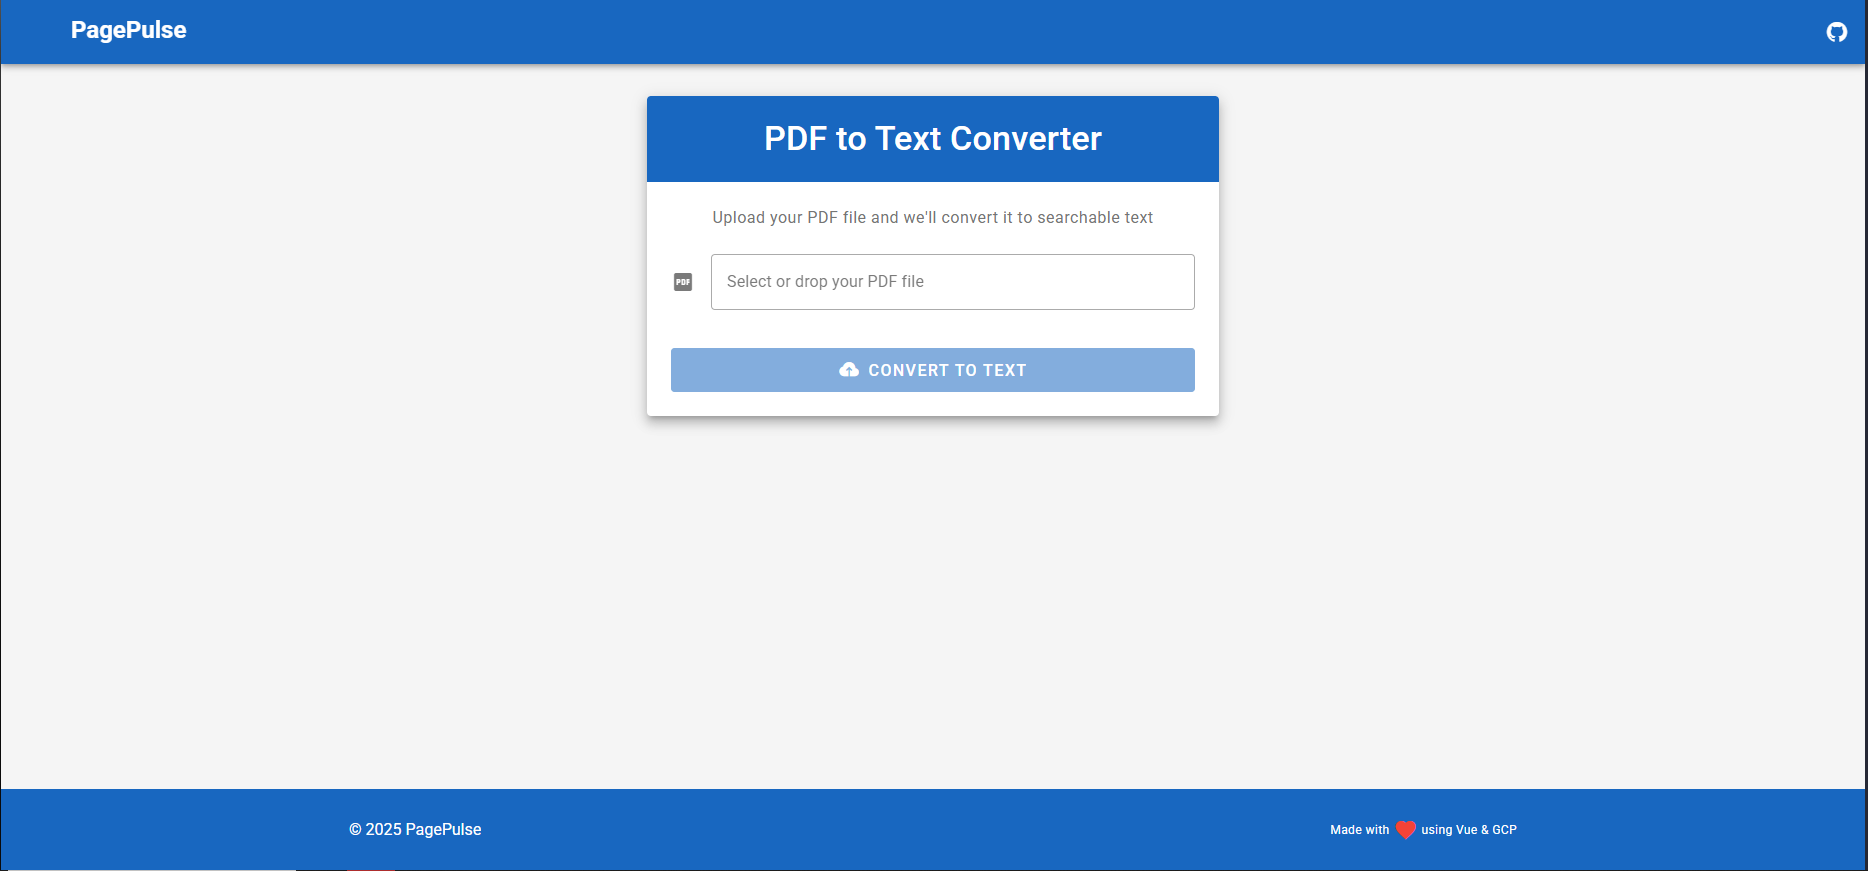 PagePulse
PDF to Text Converter
Upload your PDF file and we'll convert it to searchable text
PDF
Select or drop your PDF file
CONVERT TO TEXT
© 2025 PagePulse
Made with using Vue & GCP